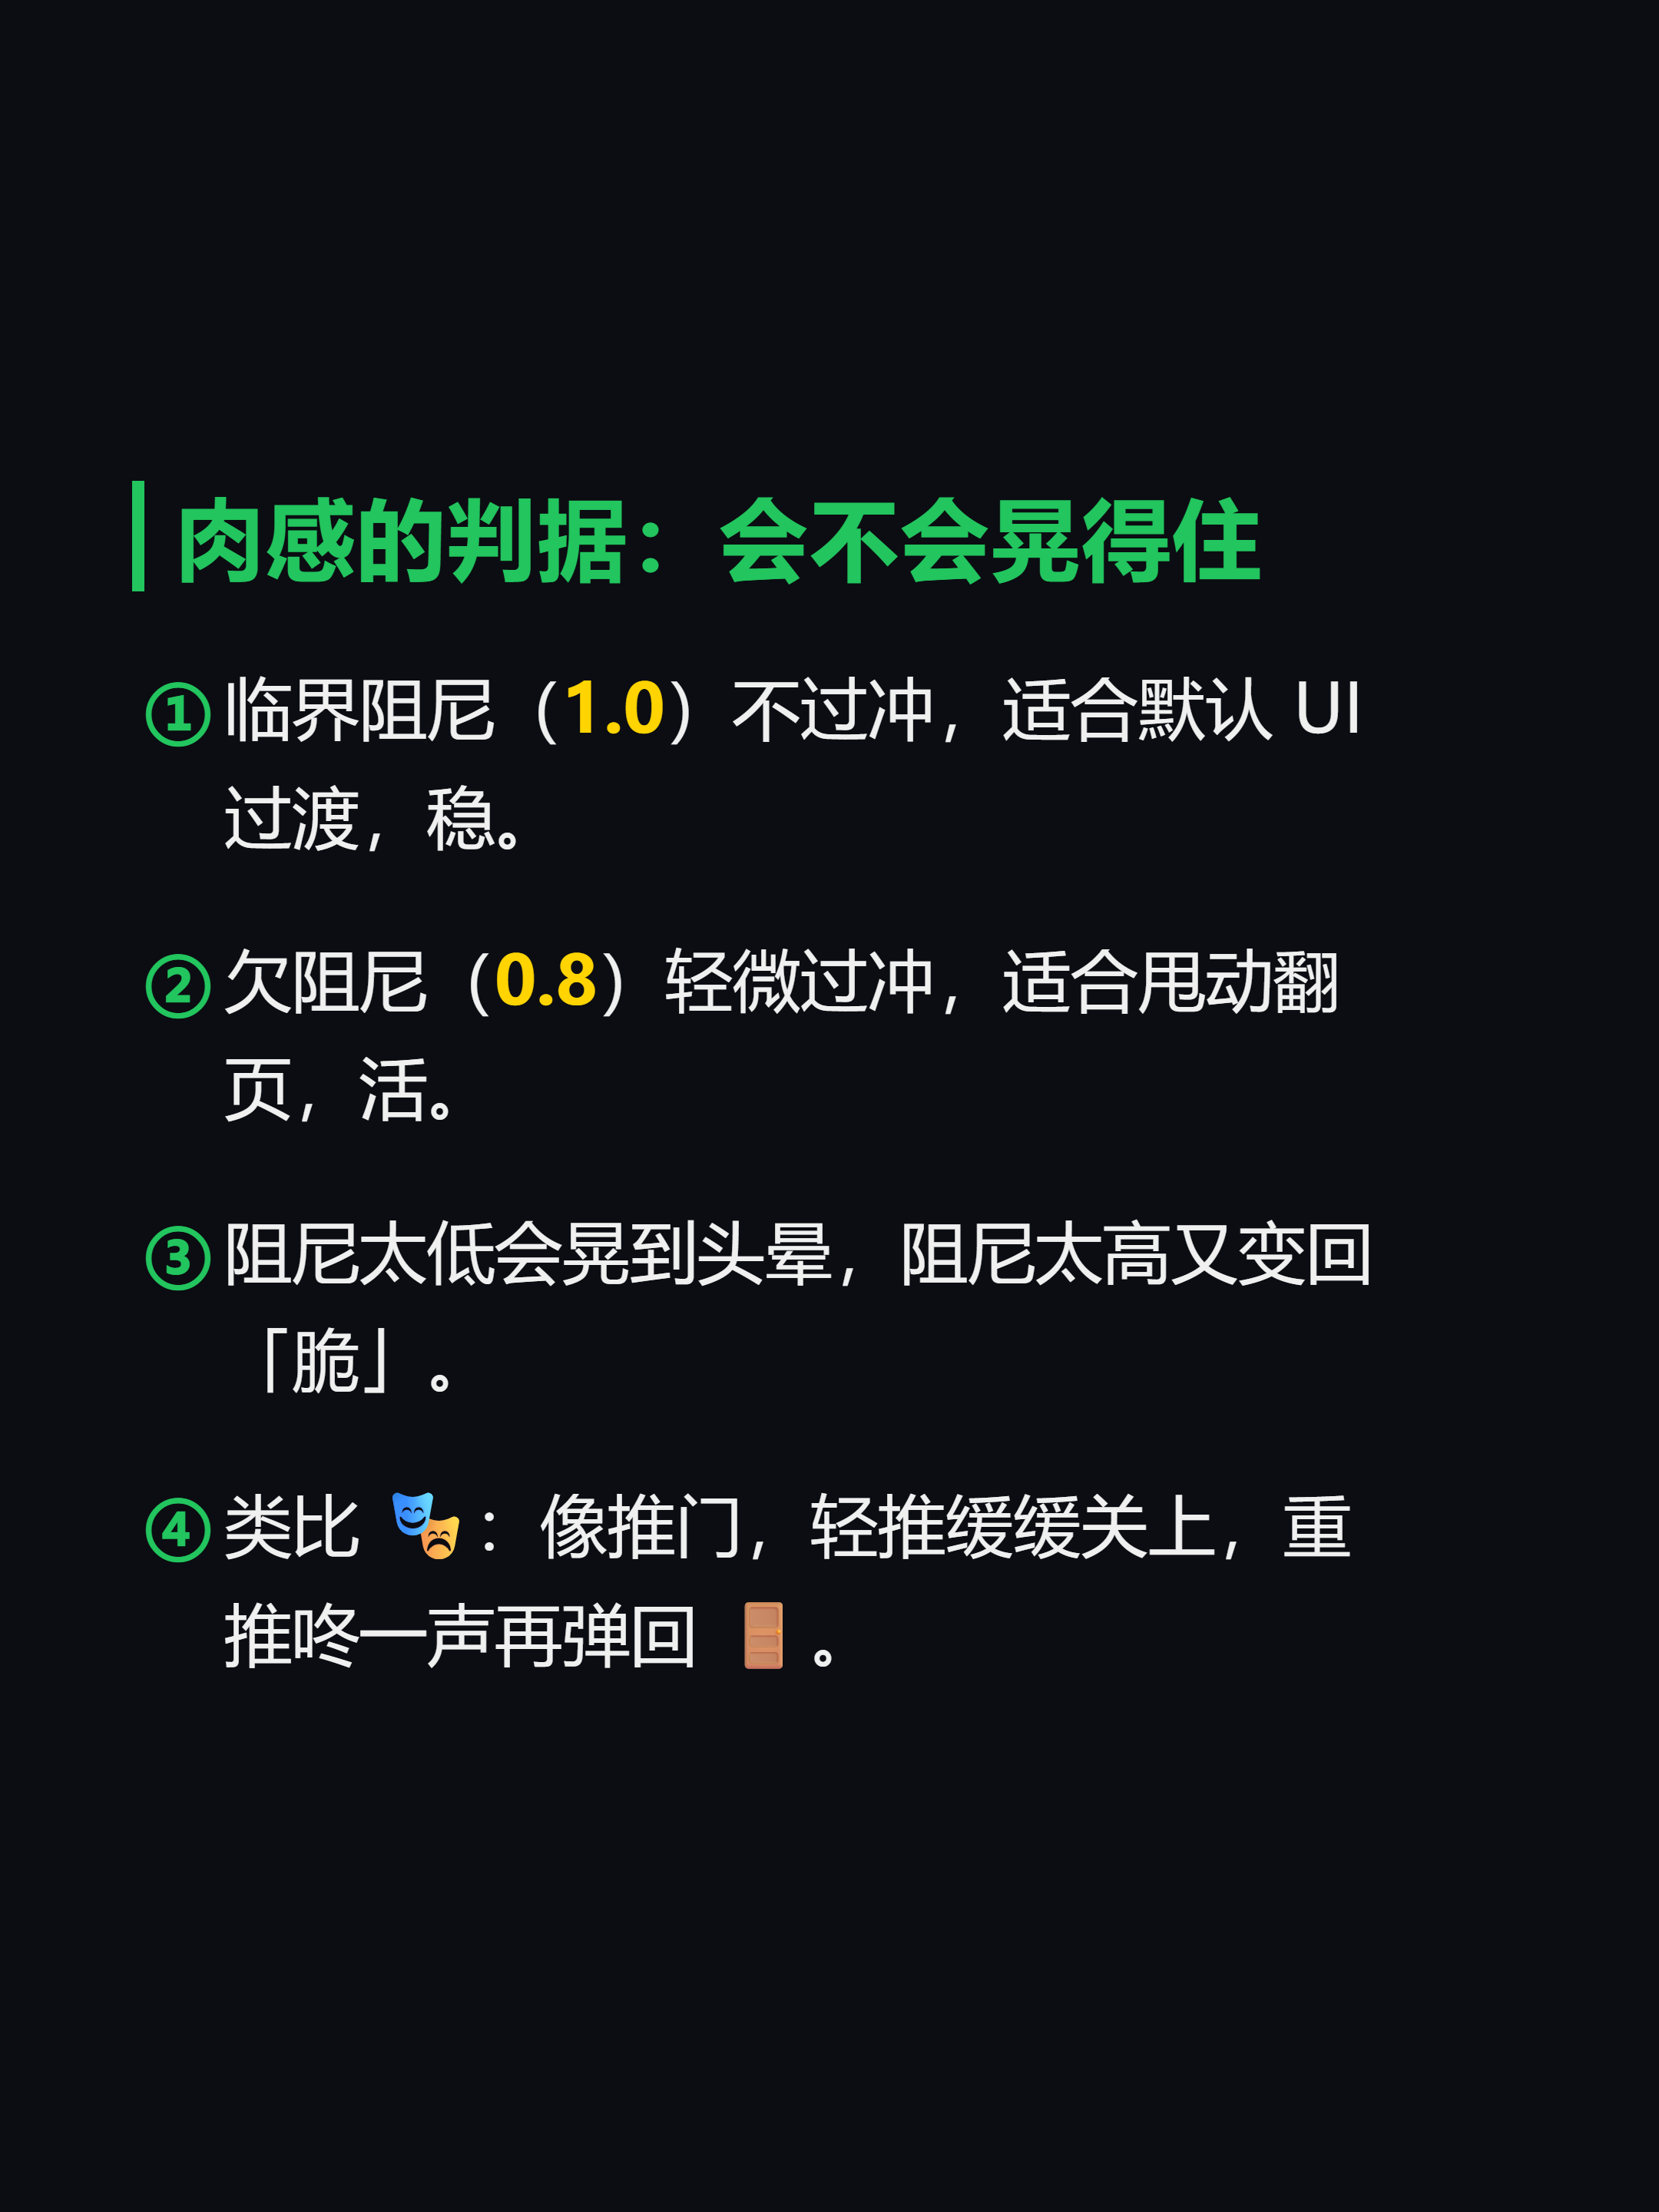 肉感的判据：会不会晃得住
① 临界阻尼（1.0）不过冲，适合默认 UI
过渡，稳。
② 欠阻尼（0.8）轻微过冲，适合甩动翻
页，活。
③ 阻尼太低会晃到头晕，阻尼太高又变回
「脆」。
④ 类比 🎭：像推门，轻推缓缓关上，重
推咚一声再弹回 🚪。